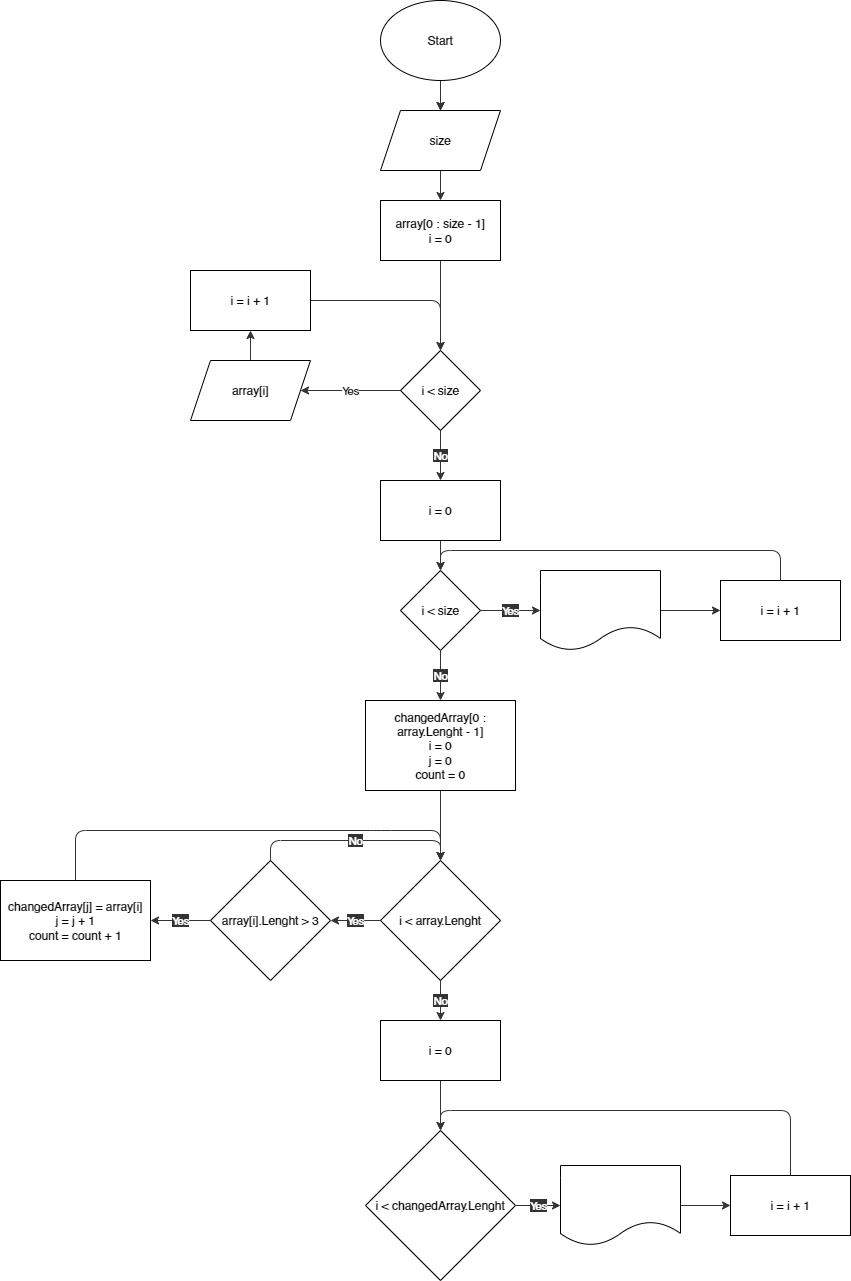 Start
size
array[0 : size - 1]
i = 0
i = i + 1
array[i]
Yes
i < size
No
i = 0
i < size
Yes
i = i + 1
No
changedArray[0 :
array.Lenght - 1]
i = 0
j = 0
count = 0
No
changedArray[j] = array[i]
j = j + 1
count = count + 1
Yes
array[i].Lenght > 3
Yes
i < array.Lenght
No
i = 0
i < changedArray.Lenght
Yes
i = i + 1